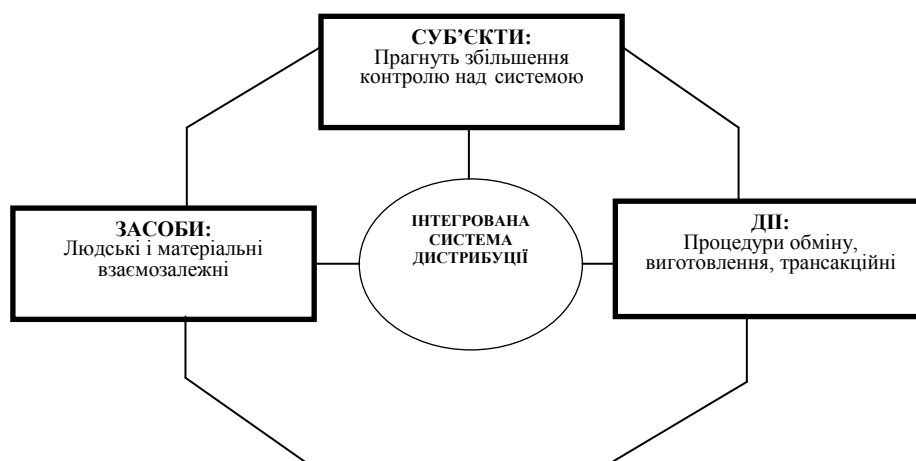 СУБ’ЄКТИ:
Прагнуть збільшення
контролю над системою
ІНТЕГРОВАНА
СИСТЕМА
ДИСТРИБУЦІЇ
ЗАСОБИ:
Людські і матеріальні
взаємозалежні
ДІЇ:
Процедури обміну,
виготовлення, трансакційні